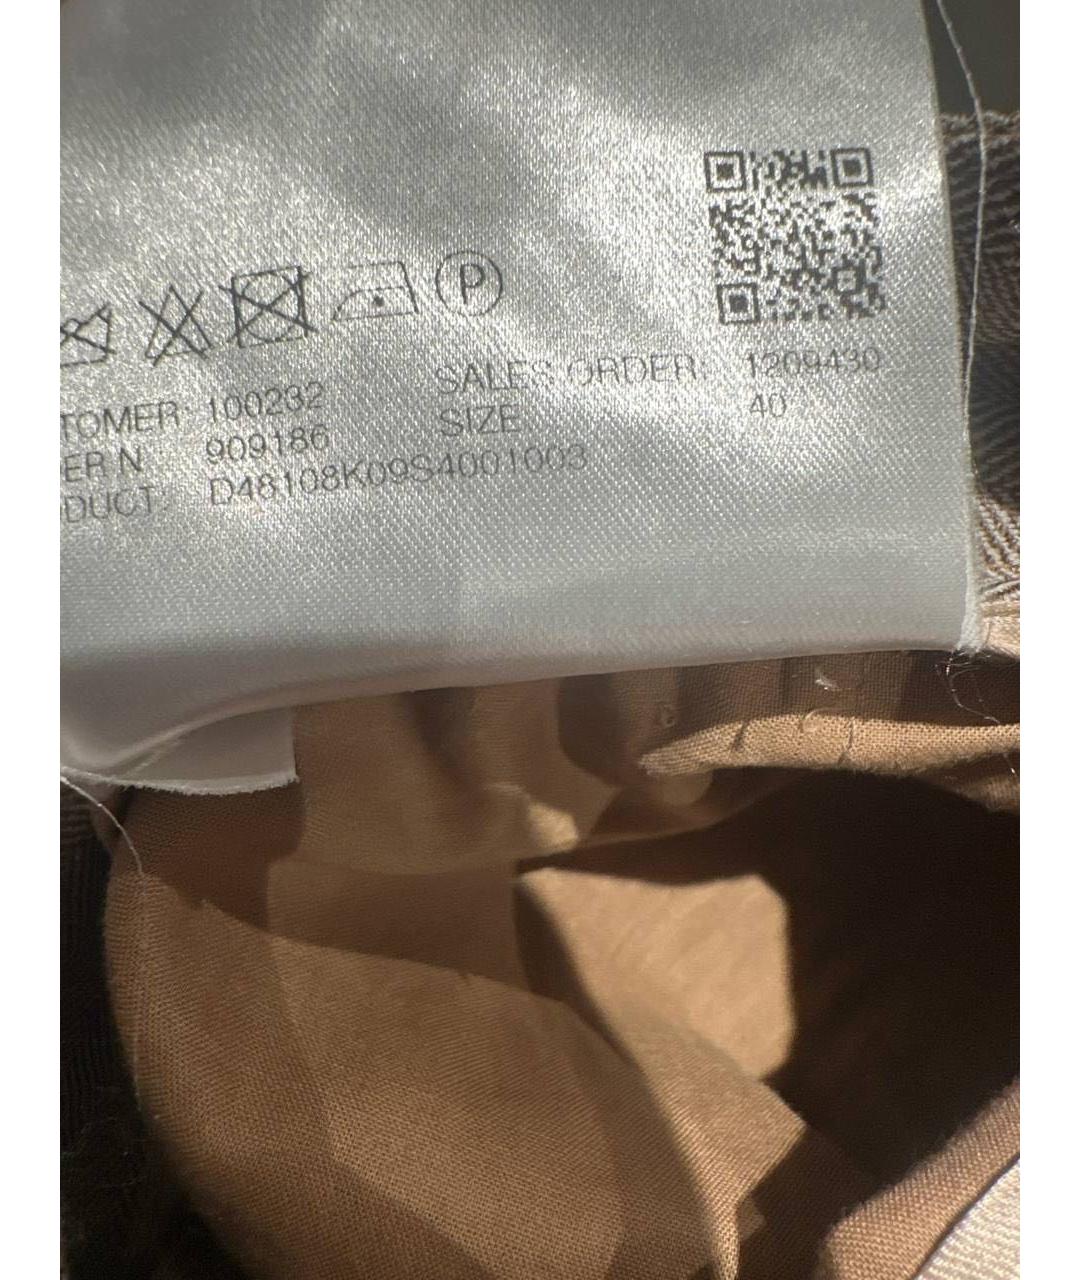 P
TOMER: 100232 SALES ORDER: 1209430
ER N 909186 SIZE 40
DUCT: D48108K09S4001003